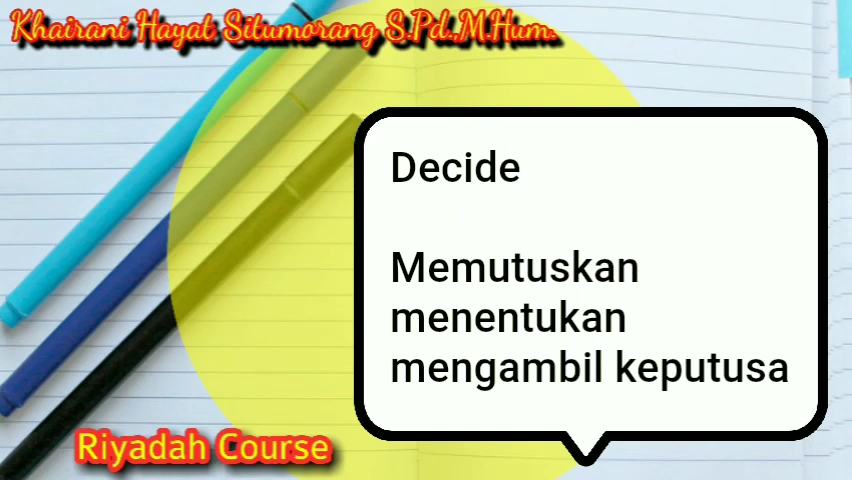 Khairani Hayat Situmorang S.Pd.,M.Hum.
Decide
Memutuskan
menentukan
mengambil keputusa
Riyadah Course